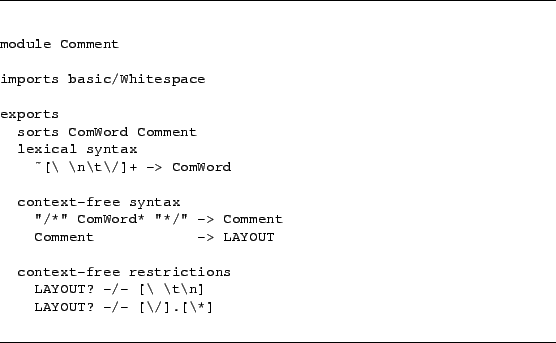 module Comment
imports basic/Whitespace
exports
sorts ComWord Comment
lexical syntax
~[\ \n\t\/]+ -> ComWord
context-free syntax
"/*" ComWord* "*/" -> Comment
Comment -> LAYOUT
context-free restrictions
LAYOUT? -/- [\ \t\n]
LAYOUT? -/- [\/].[\*]